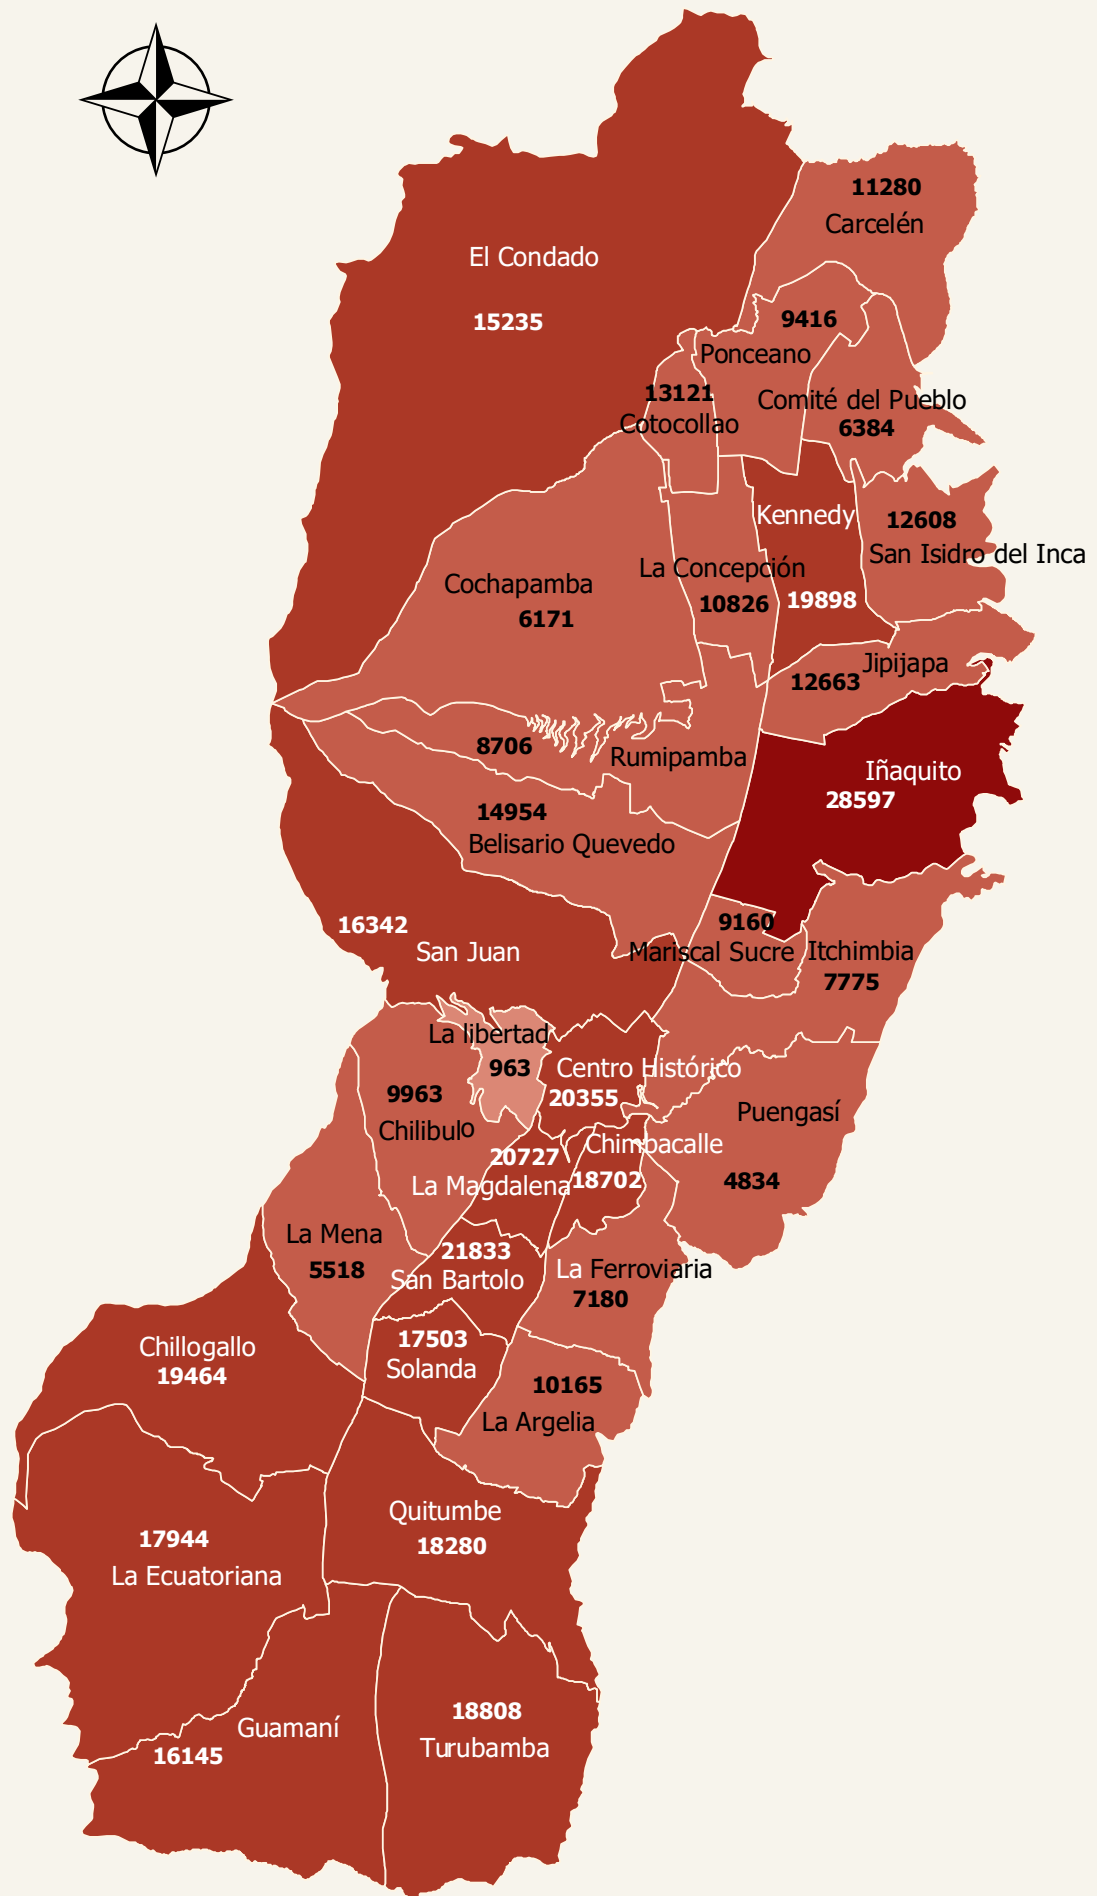 11280
Carcelén
El Condado
15235
9416
Ponceano
13121
Cotocollao
Comité del Pueblo
6384
Kennedy
19898
12608
San Isidro del Inca
La Concepción
10826
Cochapamba
6171
Jipijapa
12663
8706
Rumipamba
Iñaquito
28597
14954
Belisario Quevedo
16342
San Juan
9160
Mariscal Sucre
Itchimbia
7775
La libertad
963
Centro Histórico
20355
9963
Chilibulo
Puengasí
4834
Chimbacalle
18702
20727
La Magdalena
La Mena
5518
21833
San Bartolo
La Ferroviaria
7180
Chillogallo
19464
17503
Solanda
10165
La Argelia
Quitumbe
18280
17944
La Ecuatoriana
Guamaní
16145
18808
Turubamba